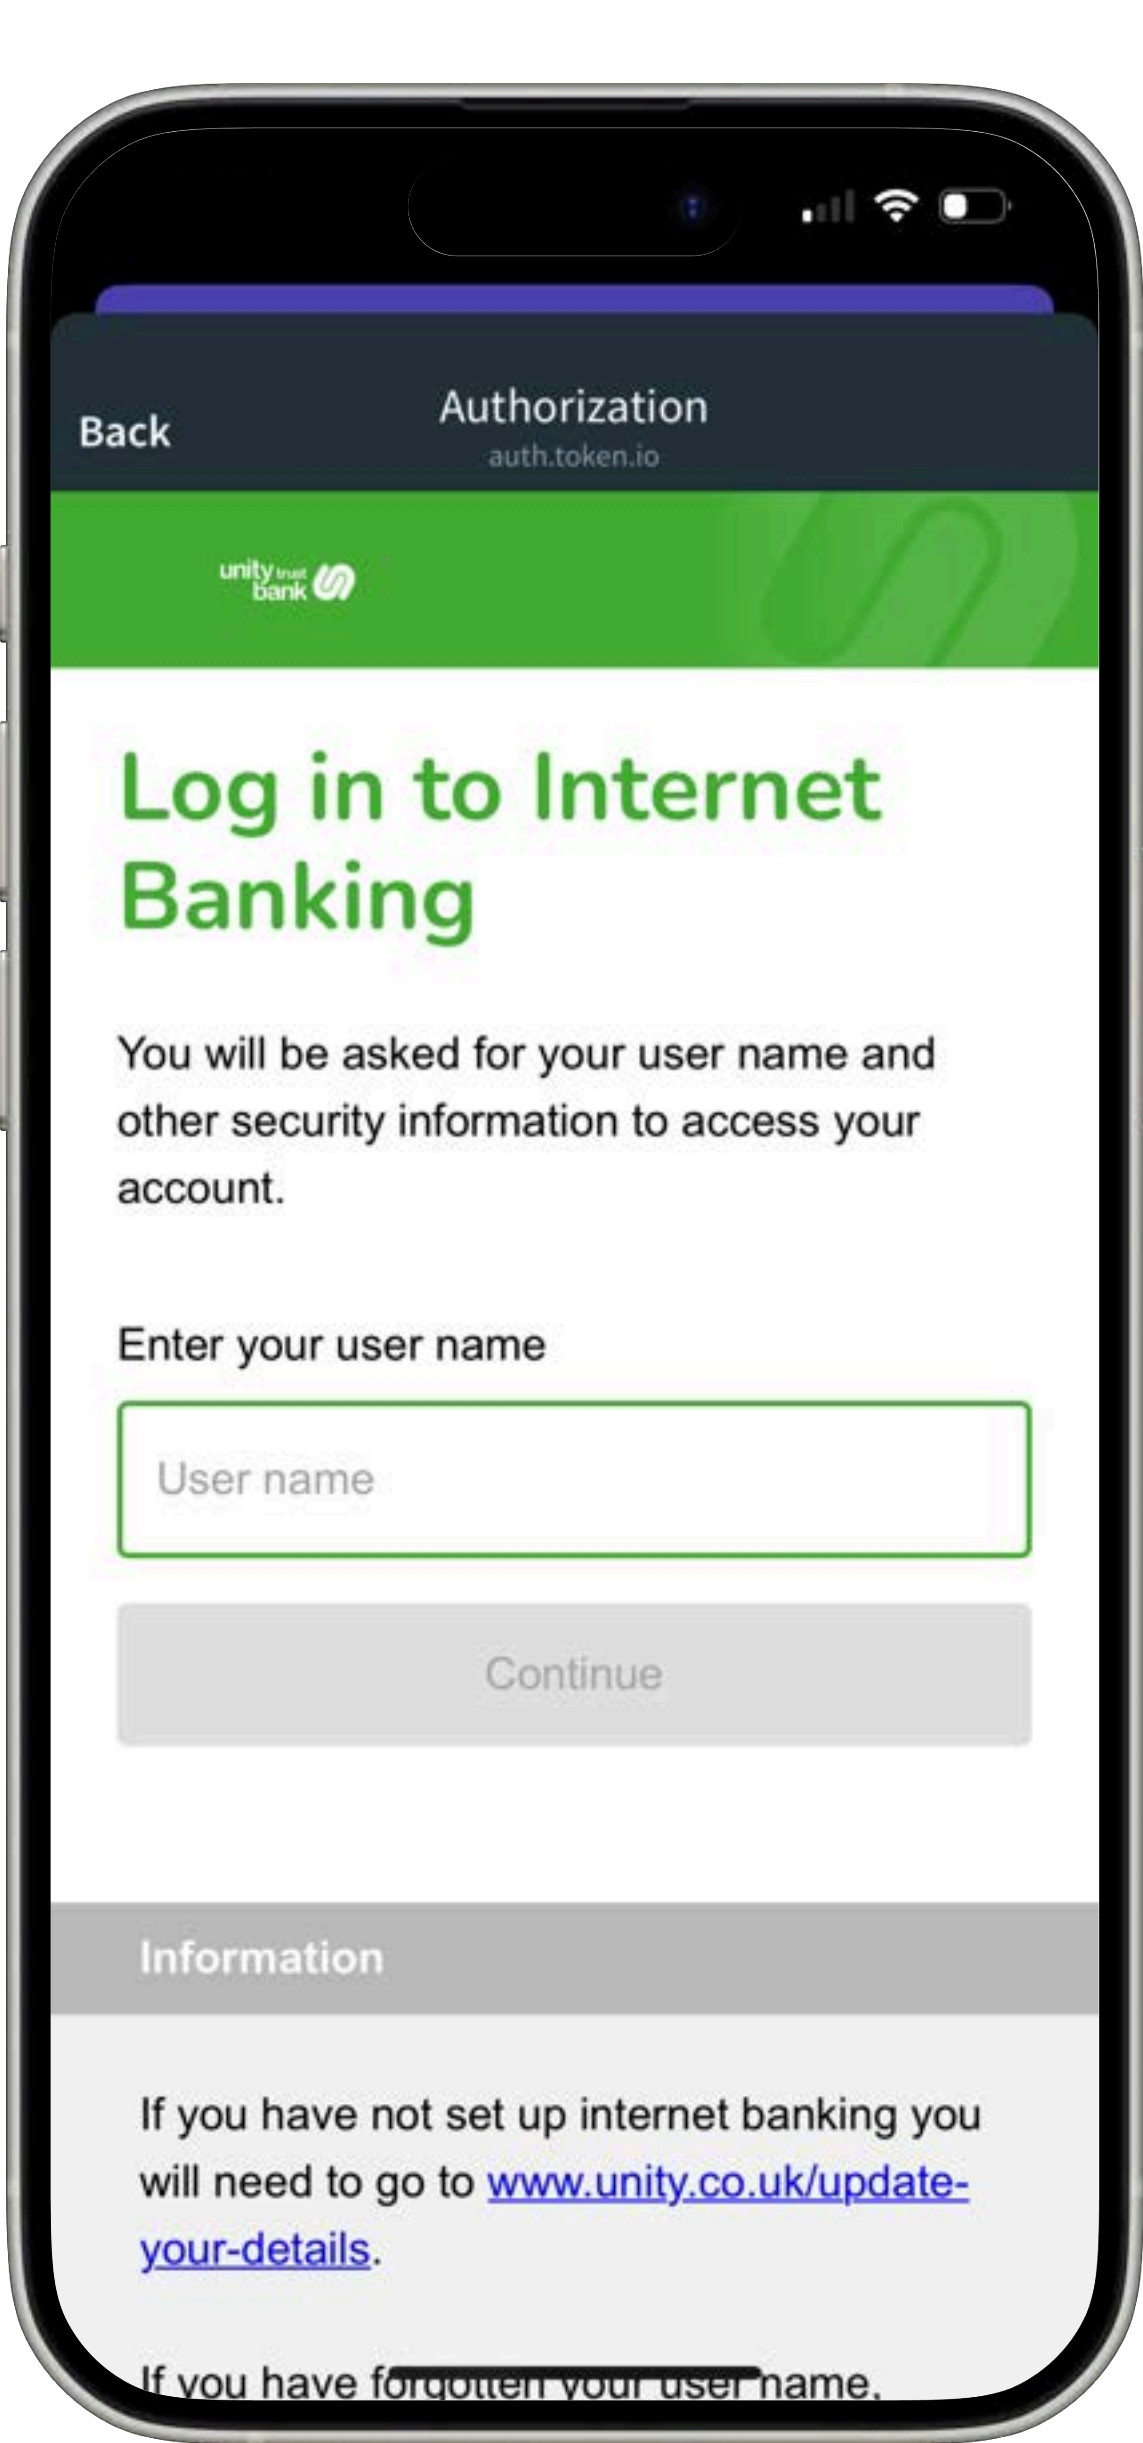 Back
Authorization
auth.token.io
unity trust
bank
Log in to Internet
Banking
You will be asked for your user name and
other security information to access your
account.
Enter your user name
User name
Continue
Information
If you have not set up internet banking you
will need to go to www.unity.co.uk/update-
your-details.
If you have forgotten your user name,